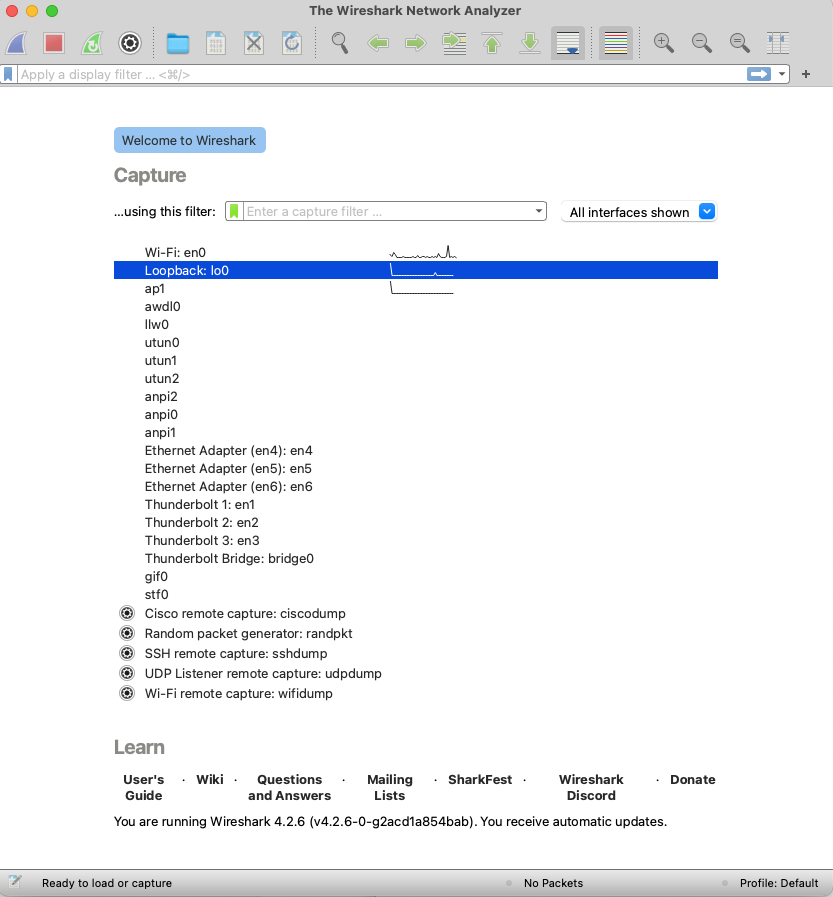 The Wireshark Network Analyzer
Apply a display filter ... <⌘/>
+
Welcome to Wireshark
Capture
...using this filter: Enter a capture filter ... All interfaces shown
Wi-Fi: en0
Loopback: lo0
ap1
awdl0
llw0
utun0
utun1
utun2
anpi2
anpi0
anpi1
Ethernet Adapter (en4): en4
Ethernet Adapter (en5): en5
Ethernet Adapter (en6): en6
Thunderbolt 1: en1
Thunderbolt 2: en2
Thunderbolt 3: en3
Thunderbolt Bridge: bridge0
gif0
stf0
Cisco remote capture: ciscodump
Random packet generator: randpkt
SSH remote capture: sshdump
UDP Listener remote capture: udpdump
Wi-Fi remote capture: wifidump
Learn
User's Guide · Wiki · Questions and Answers · Mailing Lists · SharkFest · Wireshark Discord · Donate
You are running Wireshark 4.2.6 (v4.2.6-0-g2acd1a854bab). You receive automatic updates.
Ready to load or capture No Packets Profile: Default